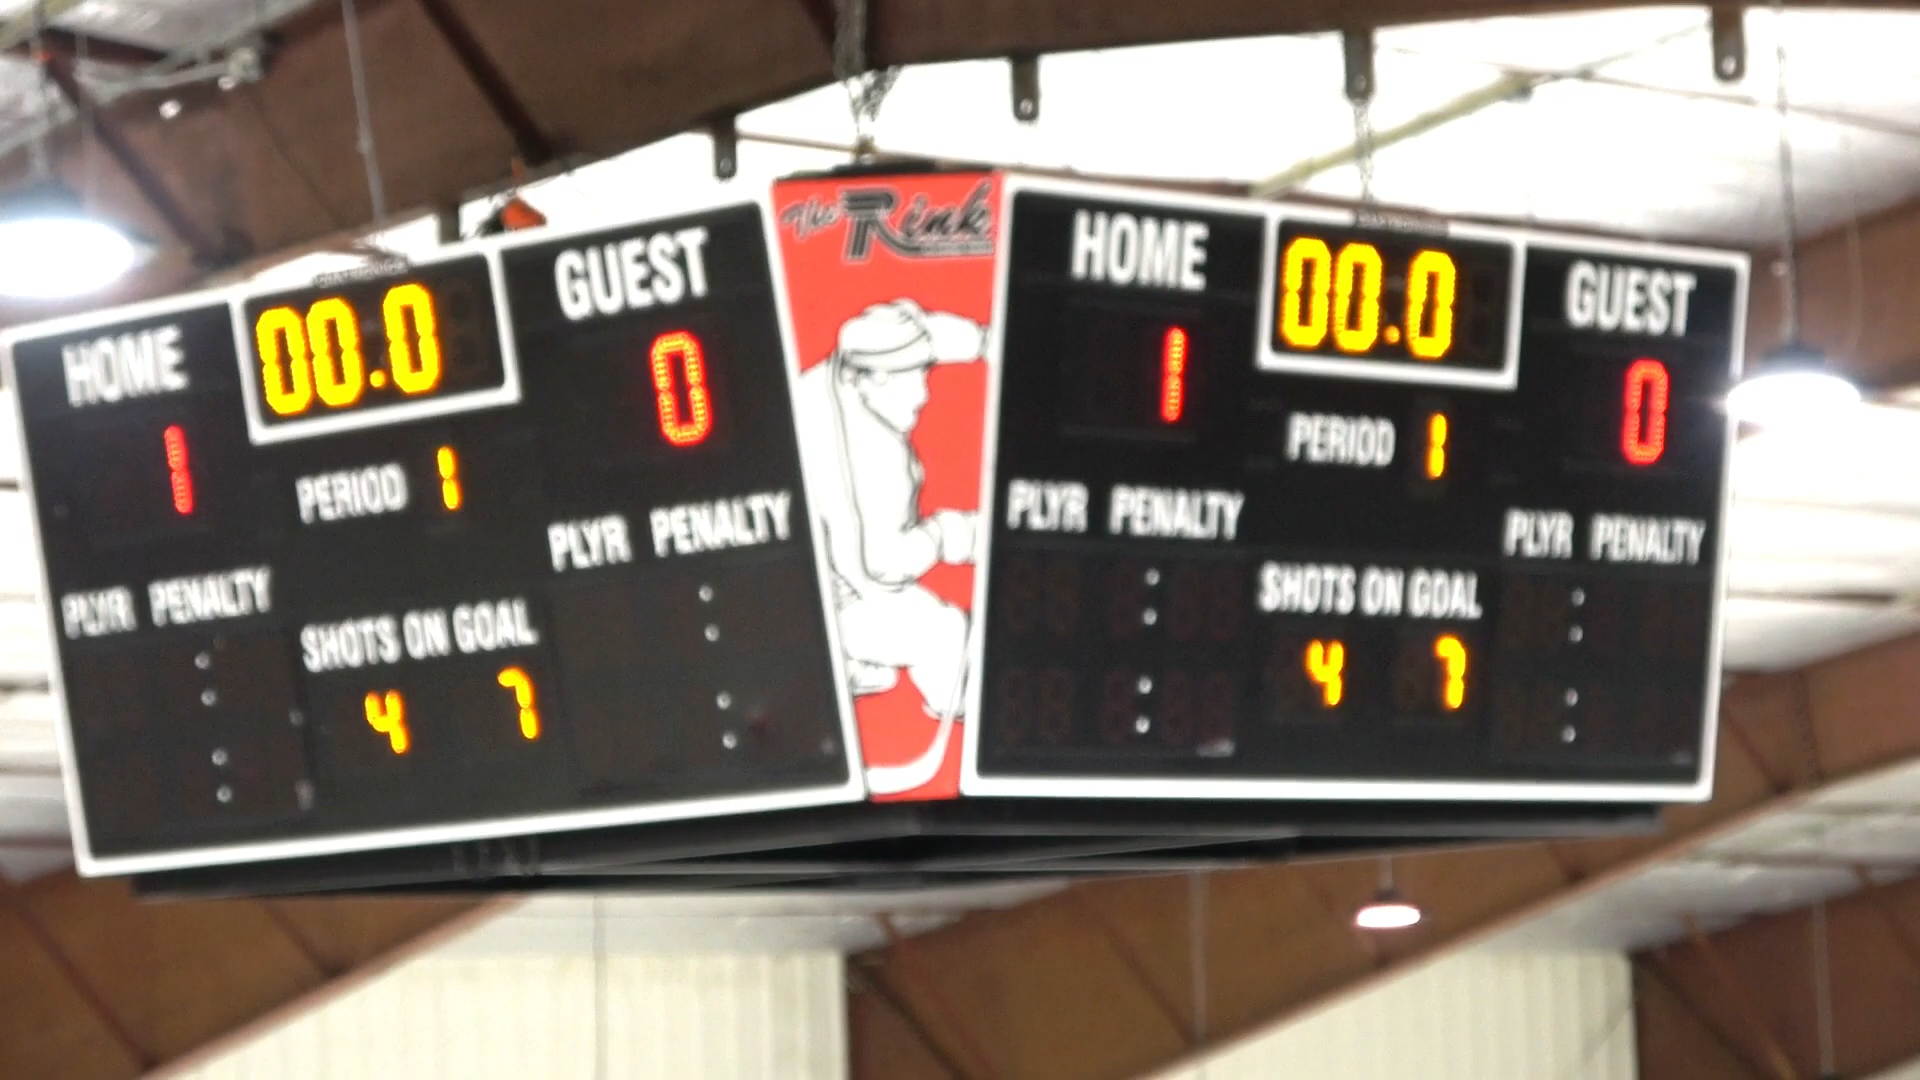 The Rink
HOME 00.0 GUEST
1 0
PERIOD 1
PLYR PENALTY PLYR PENALTY
SHOTS ON GOAL
4 7
HOME 00.0 GUEST
1 0
PERIOD 1
PLYR PENALTY PLYR PENALTY
SHOTS ON GOAL
4 7